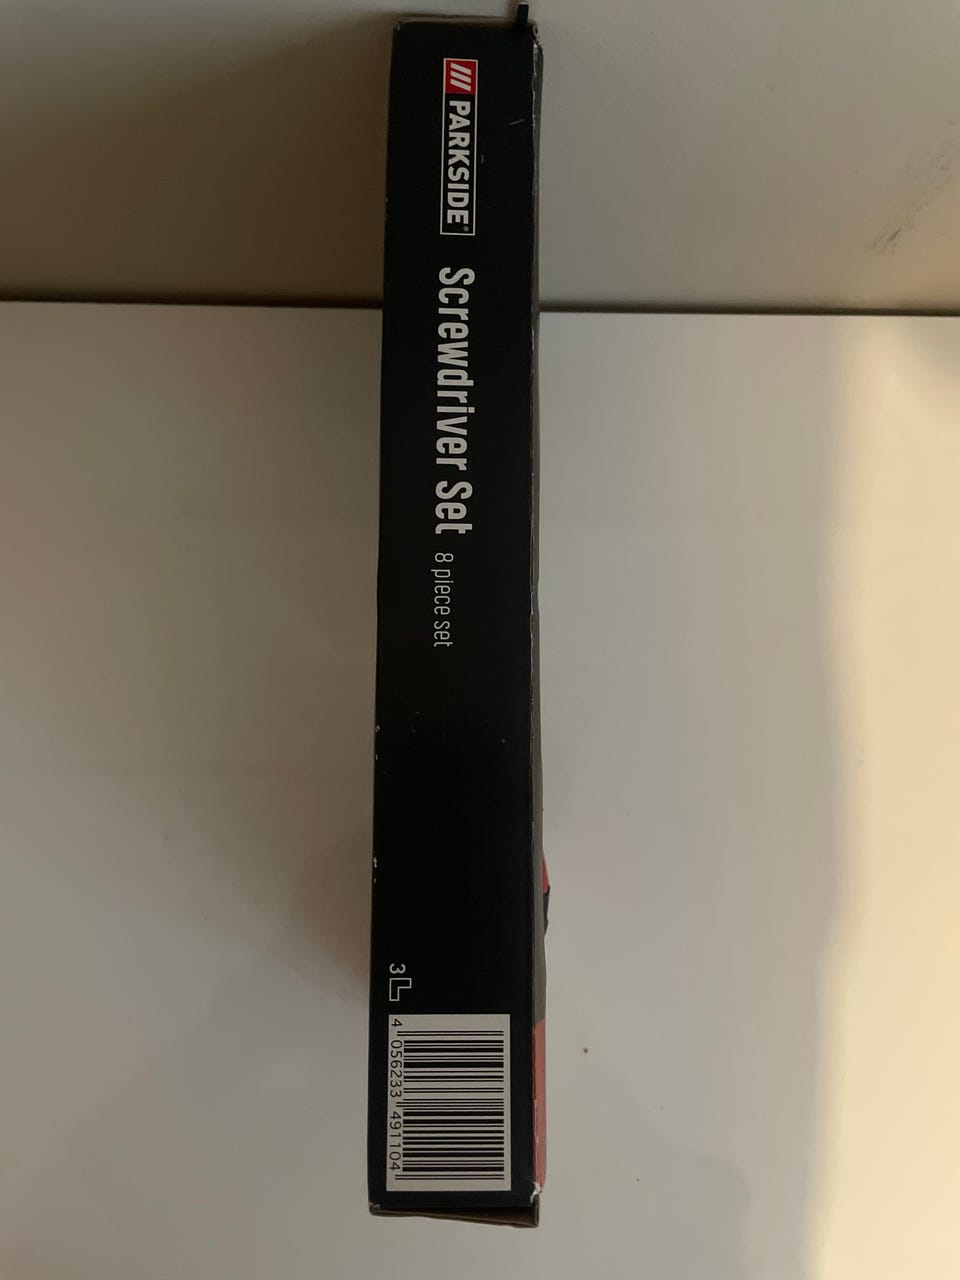 /// PARKSIDE®
Screwdriver Set
8 piece set
3
4 056233 491104